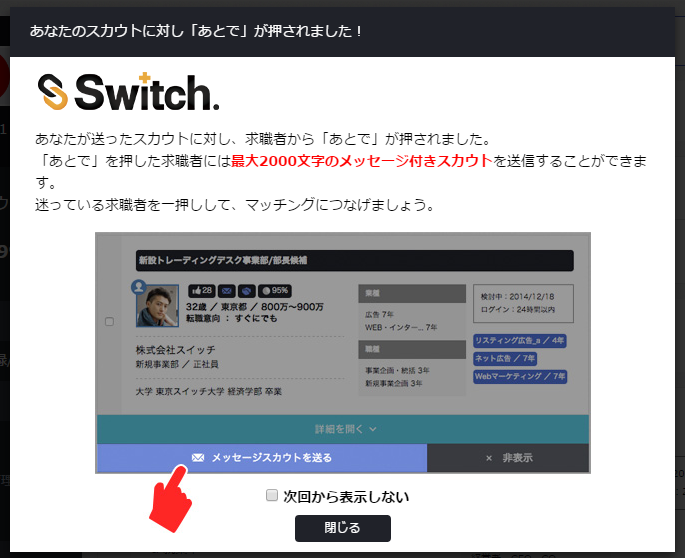 あなたのスカウトに対し「あとで」が押されました！
Switch.
あなたが送ったスカウトに対し、求職者から「あとで」が押されました。
「あとで」を押した求職者には最大2000文字のメッセージ付きスカウトを送信することができま
す。
迷っている求職者を一押しして、マッチングにつなげましょう。
新設トレーディングデスク事業部/部長候補
28 95%
32歳 ／ 東京都 ／ 800万〜900万
転職意向 ： すぐにでも
株式会社スイッチ
新規事業部 ／ 正社員
大学 東京スイッチ大学 経済学部 卒業
業種
広告 7年
WEB・インター... 7年
職種
事業企画・統括 3年
新規事業企画 3年
検討中：2014/12/18
ログイン：24時間以内
リスティング広告_a ／ 4年
ネット広告 ／ 7年
Webマーケティング ／ 7年
詳細を開く
メッセージスカウトを送る
× 非表示
次回から表示しない
閉じる